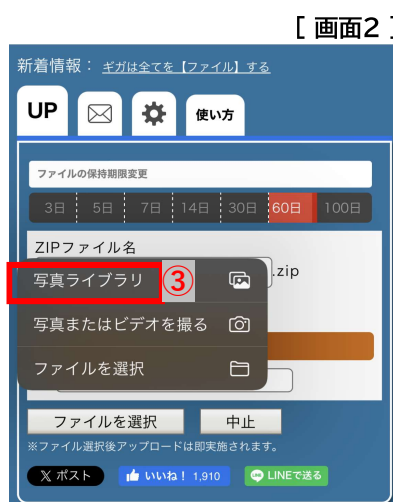 [ 画面2 ]
新着情報： ギガは全てを【ファイル】する
UP
使い方
ファイルの保持期限変更
3日 5日 7日 14日 30日 60日 100日
ZIPファイル名
.zip
写真ライブラリ ③
写真またはビデオを撮る
ファイルを選択
ファイルを選択 中止
※ファイル選択後アップロードは即実施されます。
X ポスト いいね！ 1,910 LINEで送る